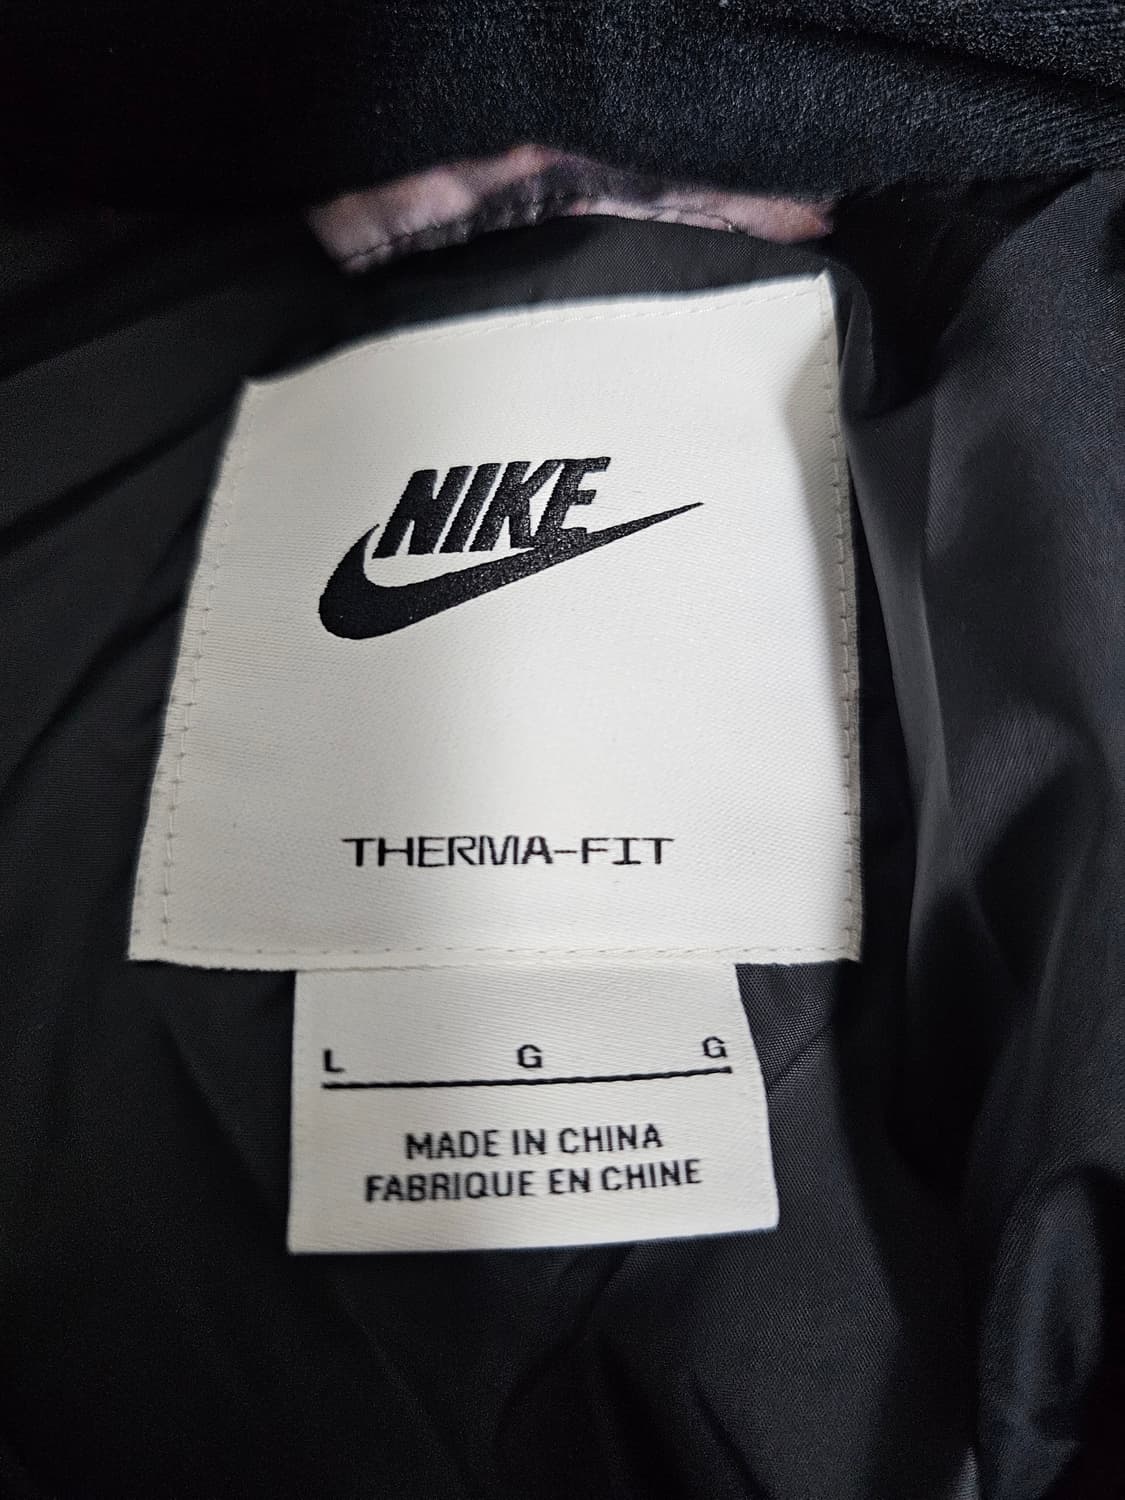 NIKE
THERMA-FIT
L G G
MADE IN CHINA
FABRIQUE EN CHINE